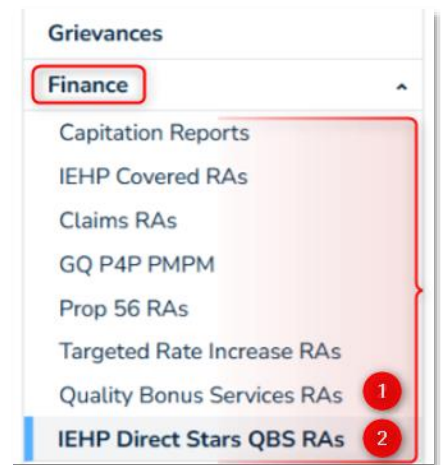 Grievances
Finance
Capitation Reports
IEHP Covered RAs
Claims RAs
GQ P4P PMPM
Prop 56 RAs
Targeted Rate Increase RAs
Quality Bonus Services RAs 1
IEHP Direct Stars QBS RAs 2